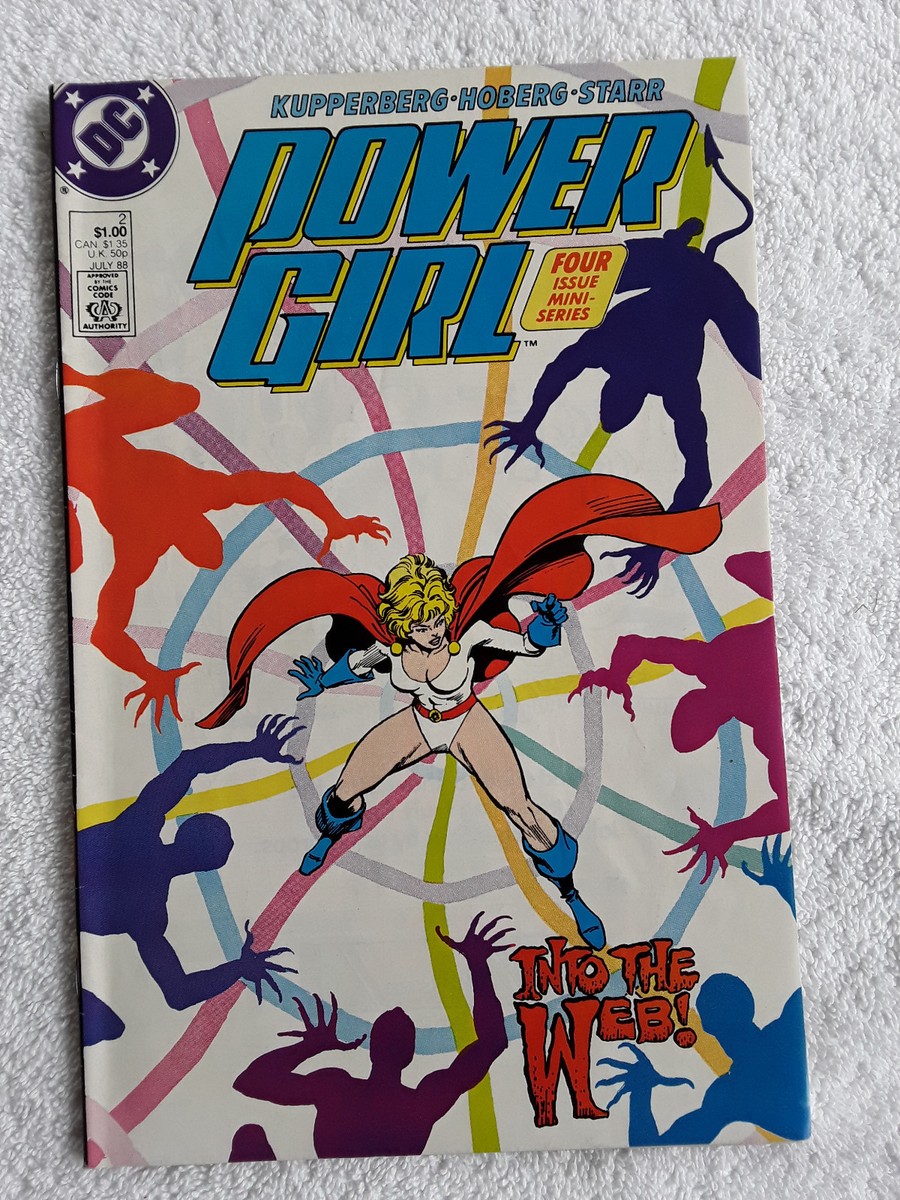 KUPPERBERG·HOBERG·STARR
DC
®
POWER
GIRL
™
2
$1.00
CAN. $1.35
U.K. 50p
JULY 88
APPROVED
BY THE
COMICS
CODE
CA
AUTHORITY
FOUR
ISSUE
MINI-
SERIES
INTO THE
WEB!